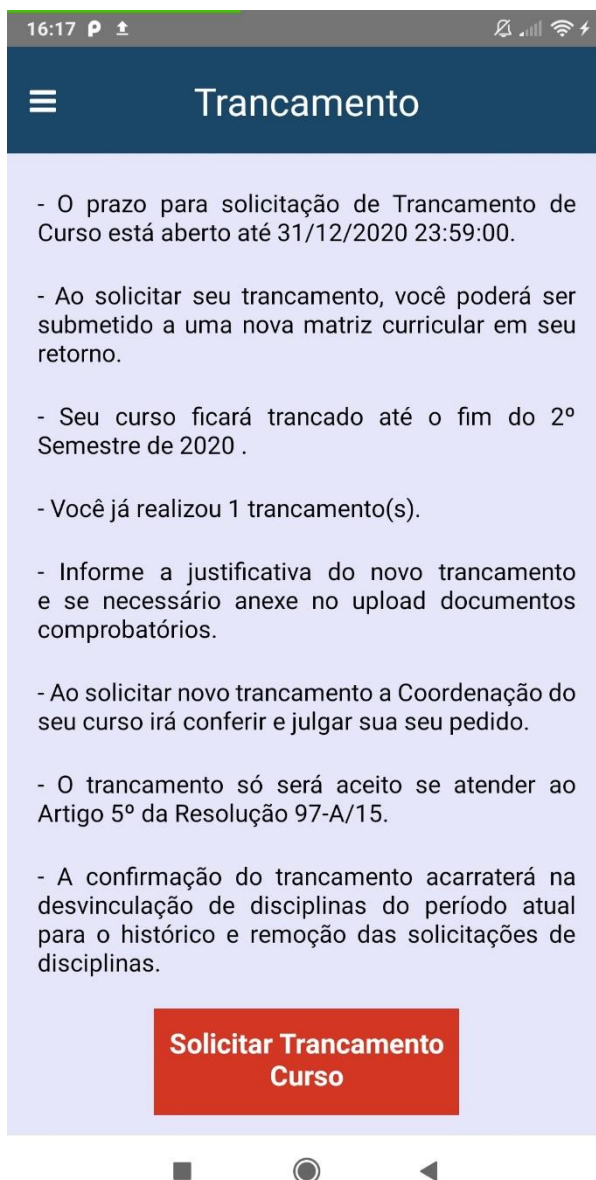 16:17
Trancamento
- O prazo para solicitação de Trancamento de
Curso está aberto até 31/12/2020 23:59:00.
- Ao solicitar seu trancamento, você poderá ser
submetido a uma nova matriz curricular em seu
retorno.
- Seu curso ficará trancado até o fim do 2º
Semestre de 2020 .
- Você já realizou 1 trancamento(s).
- Informe a justificativa do novo trancamento
e se necessário anexe no upload documentos
comprobatórios.
- Ao solicitar novo trancamento a Coordenação do
seu curso irá conferir e julgar sua seu pedido.
- O trancamento só será aceito se atender ao
Artigo 5º da Resolução 97-A/15.
- A confirmação do trancamento acarraterá na
desvinculação de disciplinas do período atual
para o histórico e remoção das solicitações de
disciplinas.
Solicitar Trancamento
Curso